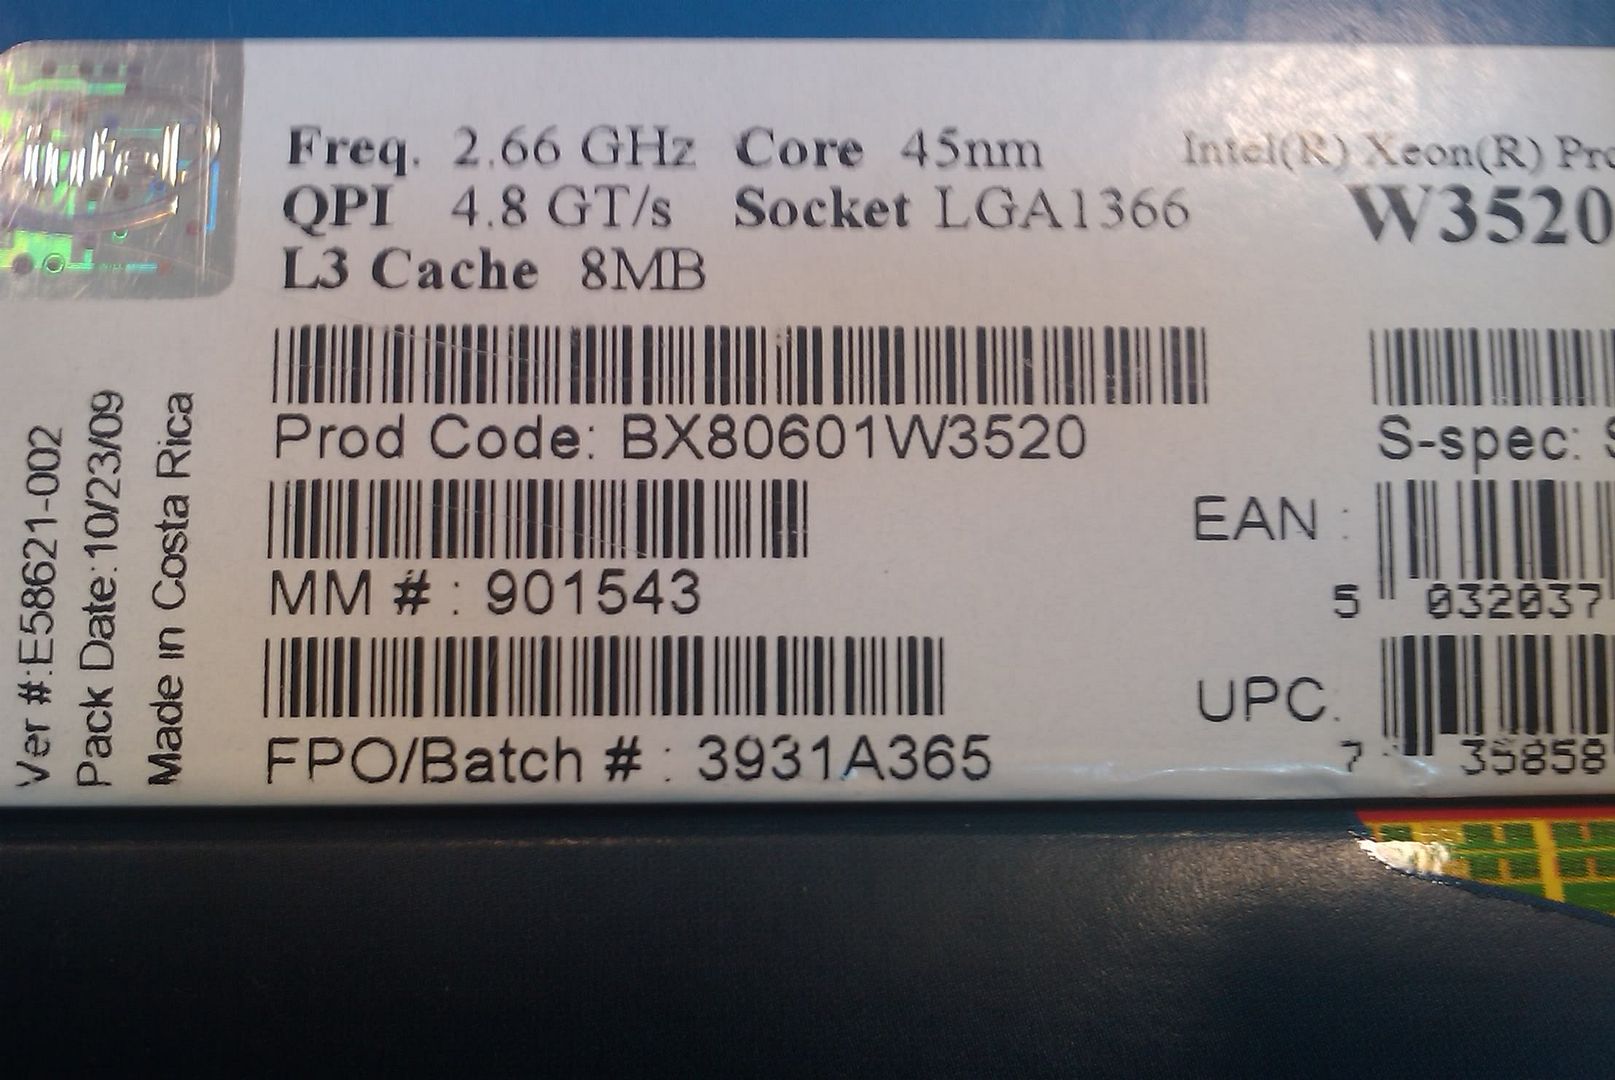 intel
Freq. 2.66 GHz Core 45nm
QPI 4.8 GT/s Socket LGA1366
L3 Cache 8MB
Intel(R) Xeon(R) Pro
W3520
Prod Code: BX80601W3520
S-spec: S
MM # : 901543
EAN :
5 032037
FPO/Batch # : 3931A365
UPC:
7 35858
Ver #:E58621-002
Pack Date:10/23/09
Made in Costa Rica